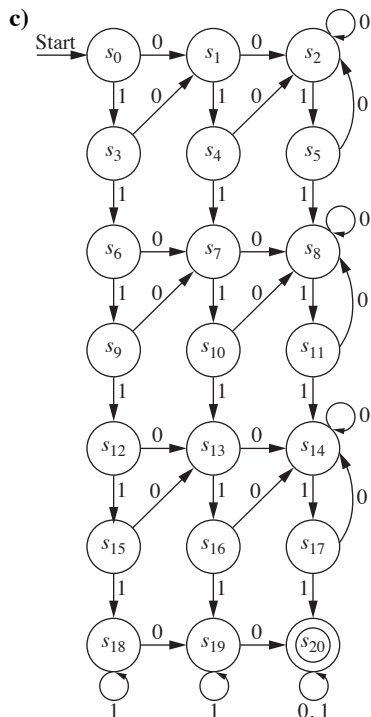 c)
Start s0 0 s1 0 s2 0
1 0 1 0 1 0
s3 s4 s5
1 1 1 0
s6 0 s7 0 s8
1 0 1 0 1 0
s9 s10 s11
1 1 1 0
s12 0 s13 0 s14
1 0 1 0 1 0
s15 s16 s17
1 1 1
s18 0 s19 0 s20
1 1 0, 1